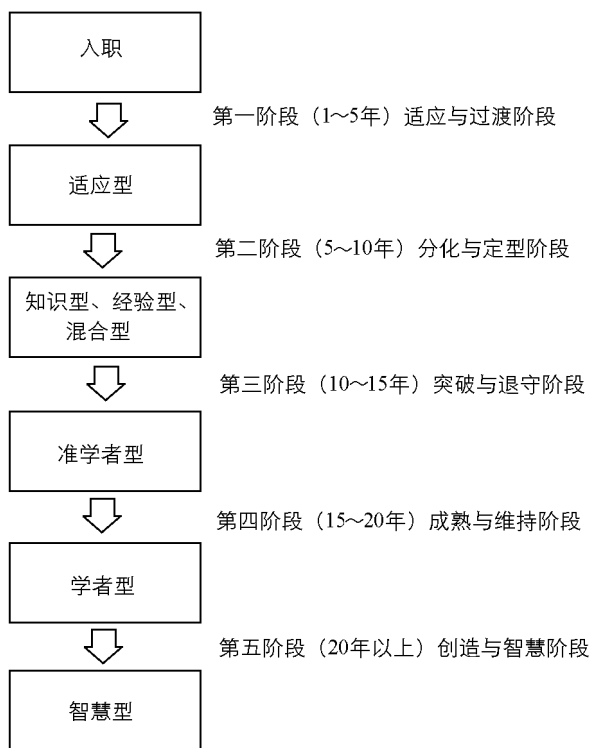 入职
第一阶段（1～5年）适应与过渡阶段
适应型
第二阶段（5～10年）分化与定型阶段
知识型、经验型、
混合型
第三阶段（10～15年）突破与退守阶段
准学者型
第四阶段（15～20年）成熟与维持阶段
学者型
第五阶段（20年以上）创造与智慧阶段
智慧型